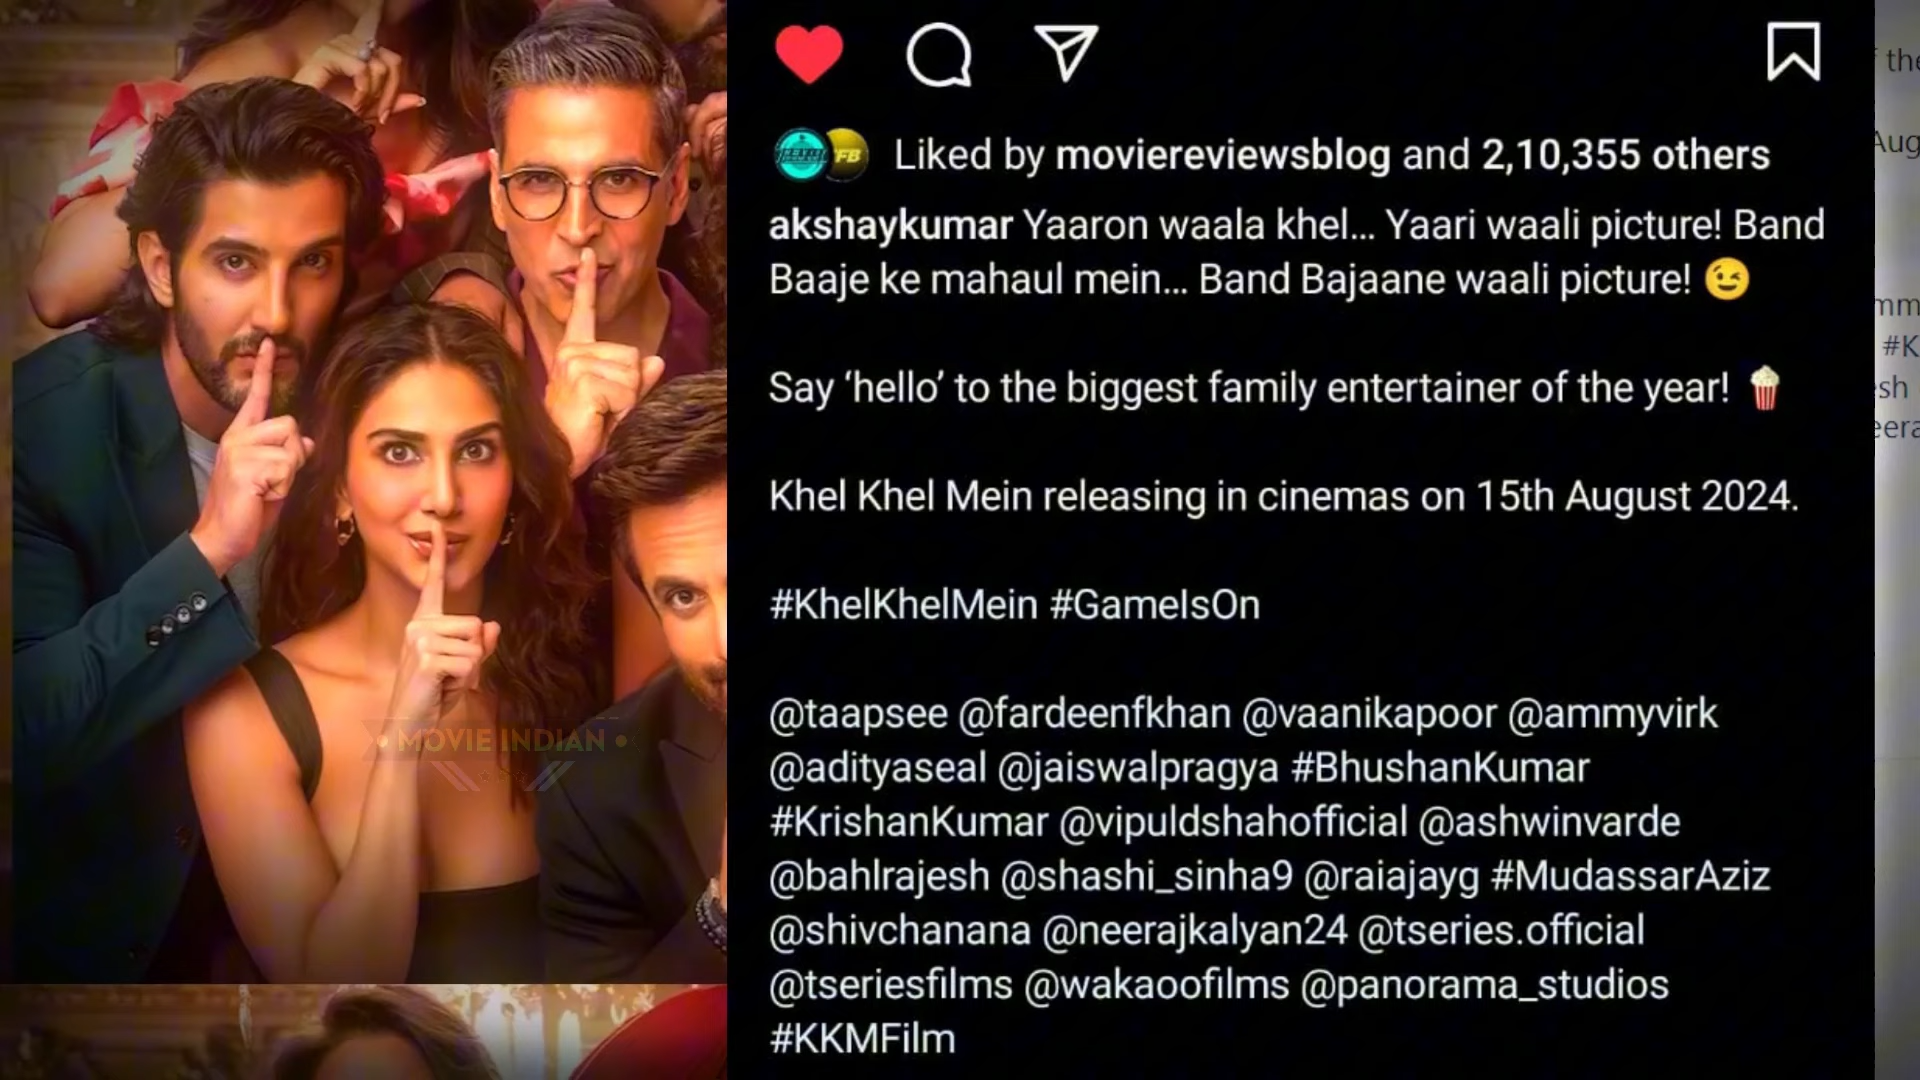 Liked by moviereviewsblog and 2,10,355 others
akshaykumar Yaaron waala khel... Yaari waali picture! Band
Baaje ke mahaul mein... Band Bajaane waali picture! 😉
Say ‘hello’ to the biggest family entertainer of the year! 🍿
Khel Khel Mein releasing in cinemas on 15th August 2024.
#KhelKhelMein #GameIsOn
@taapsee @fardeenfkhan @vaanikapoor @ammyvirk
@adityaseal @jaiswalpragya #BhushanKumar
#KrishanKumar @vipuldshahofficial @ashwinvarde
@bahlrajesh @shashi_sinha9 @raiajayg #MudassarAziz
@shivchanana @neerajkalyan24 @tseries.official
@tseriesfilms @wakaoofilms @panorama_studios
#KKMFilm
FB
• MOVIE INDIAN •
the
Aug
#K